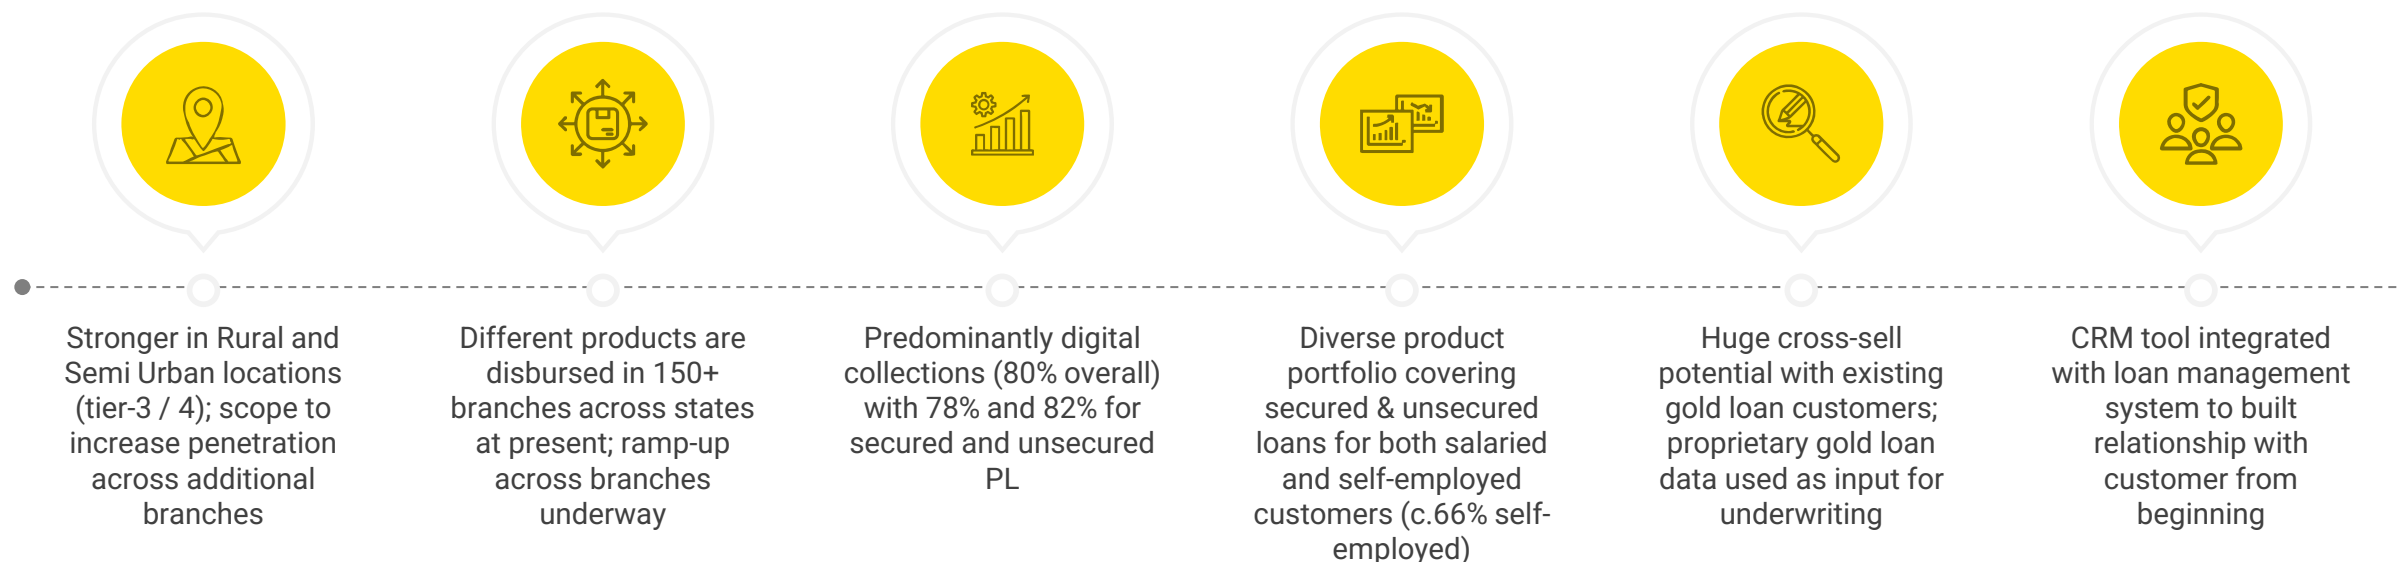 Stronger in Rural and
Semi Urban locations
(tier-3 / 4); scope to
increase penetration
across additional
branches
Different products are
disbursed in 150+
branches across states
at present; ramp-up
across branches
underway
Predominantly digital
collections (80% overall)
with 78% and 82% for
secured and unsecured
PL
Diverse product
portfolio covering
secured & unsecured
loans for both salaried
and self-employed
customers (c.66% self-
employed)
Huge cross-sell
potential with existing
gold loan customers;
proprietary gold loan
data used as input for
underwriting
CRM tool integrated
with loan management
system to built
relationship with
customer from
beginning